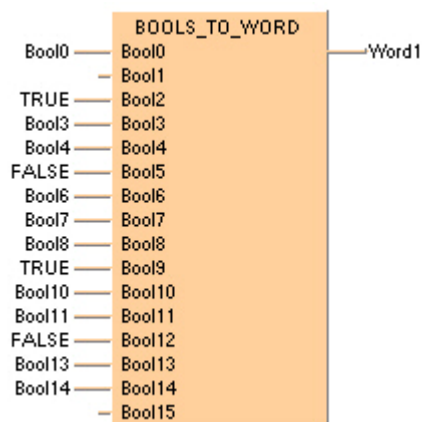 BOOLS_TO_WORD
Bool0 Bool0 Word1
Bool1
TRUE Bool2
Bool3 Bool3
Bool4 Bool4
FALSE Bool5
Bool6 Bool6
Bool7 Bool7
Bool8 Bool8
TRUE Bool9
Bool10 Bool10
Bool11 Bool11
FALSE Bool12
Bool13 Bool13
Bool14 Bool14
Bool15